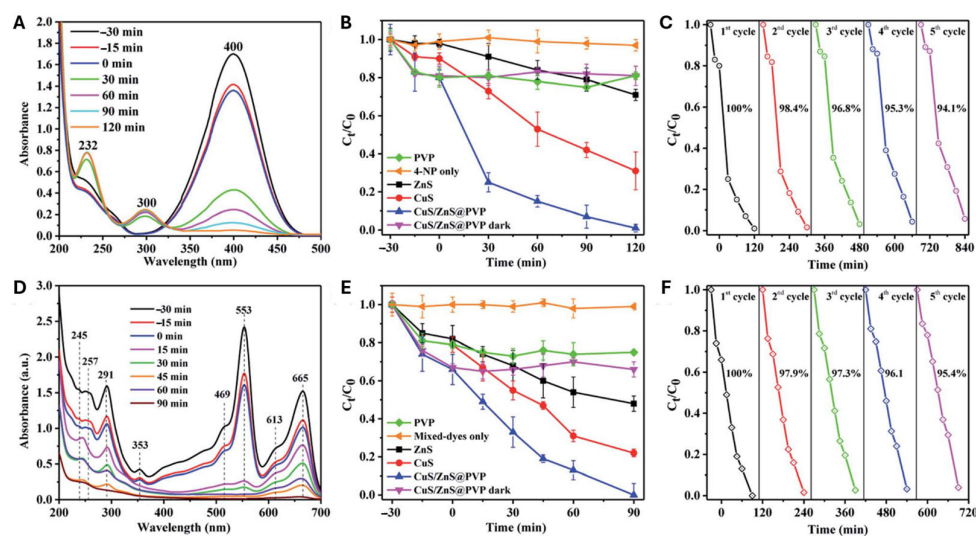 A
2.0
1.8
1.6
1.4
1.2
1.0
0.8
0.6
0.4
0.2
0.0
Absorbance
200 250 300 350 400 450 500
Wavelength (nm)
–30 min
–15 min
0 min
30 min
60 min
90 min
120 min
232
300
400
B
1.0
0.8
0.6
0.4
0.2
0.0
Ct/C0
-30 0 30 60 90 120
Time (min)
PVP
4-NP only
ZnS
CuS
CuS/ZnS@PVP
CuS/ZnS@PVP dark
C
1.0
0.8
0.6
0.4
0.2
0.0
Ct/C0
0 120 240 360 480 600 720 840
Time (min)
1st cycle 2nd cycle 3rd cycle 4th cycle 5th cycle
100% 98.4% 96.8% 95.3% 94.1%
D
3.0
2.5
2.0
1.5
1.0
0.5
0.0
Absorbance (a.u.)
200 300 400 500 600 700
Wavelength (nm)
–30 min
–15 min
0 min
15 min
30 min
45 min
60 min
90 min
245
257
291
353
469
553
613
665
E
1.0
0.8
0.6
0.4
0.2
0.0
Ct/C0
−30 0 30 60 90
Time (min)
PVP
Mixed-dyes only
ZnS
CuS
CuS/ZnS@PVP
CuS/ZnS@PVP dark
F
1.0
0.8
0.6
0.4
0.2
0.0
Ct/C0
0 120 240 360 480 600 720
Time (min)
1st cycle 2nd cycle 3rd cycle 4th cycle 5th cycle
100% 97.9% 97.3% 96.1 95.4%